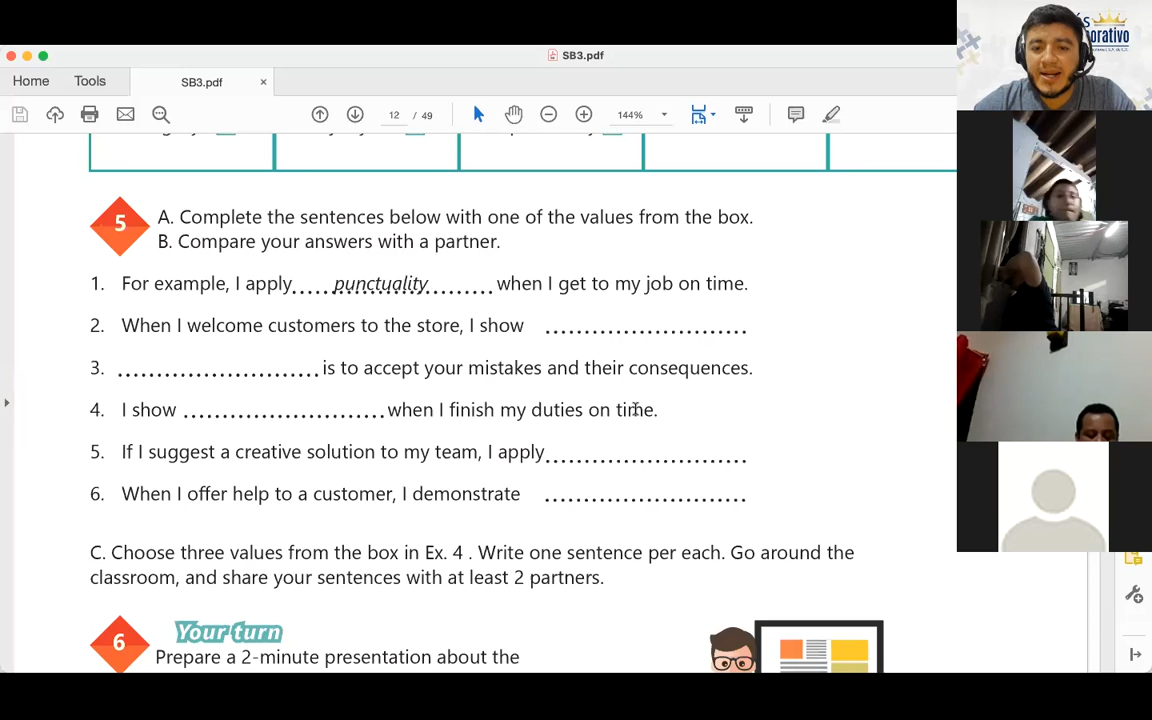 SB3.pdf
Home Tools SB3.pdf ×
12 / 49 144%
5
A. Complete the sentences below with one of the values from the box.
B. Compare your answers with a partner.
1. For example, I apply.....punctuality.........when I get to my job on time.
2. When I welcome customers to the store, I show .........................
3. .........................is to accept your mistakes and their consequences.
4. I show .........................when I finish my duties on time.
5. If I suggest a creative solution to my team, I apply.........................
6. When I offer help to a customer, I demonstrate .........................
C. Choose three values from the box in Ex. 4 . Write one sentence per each. Go around the
classroom, and share your sentences with at least 2 partners.
6
Your turn
Prepare a 2-minute presentation about the